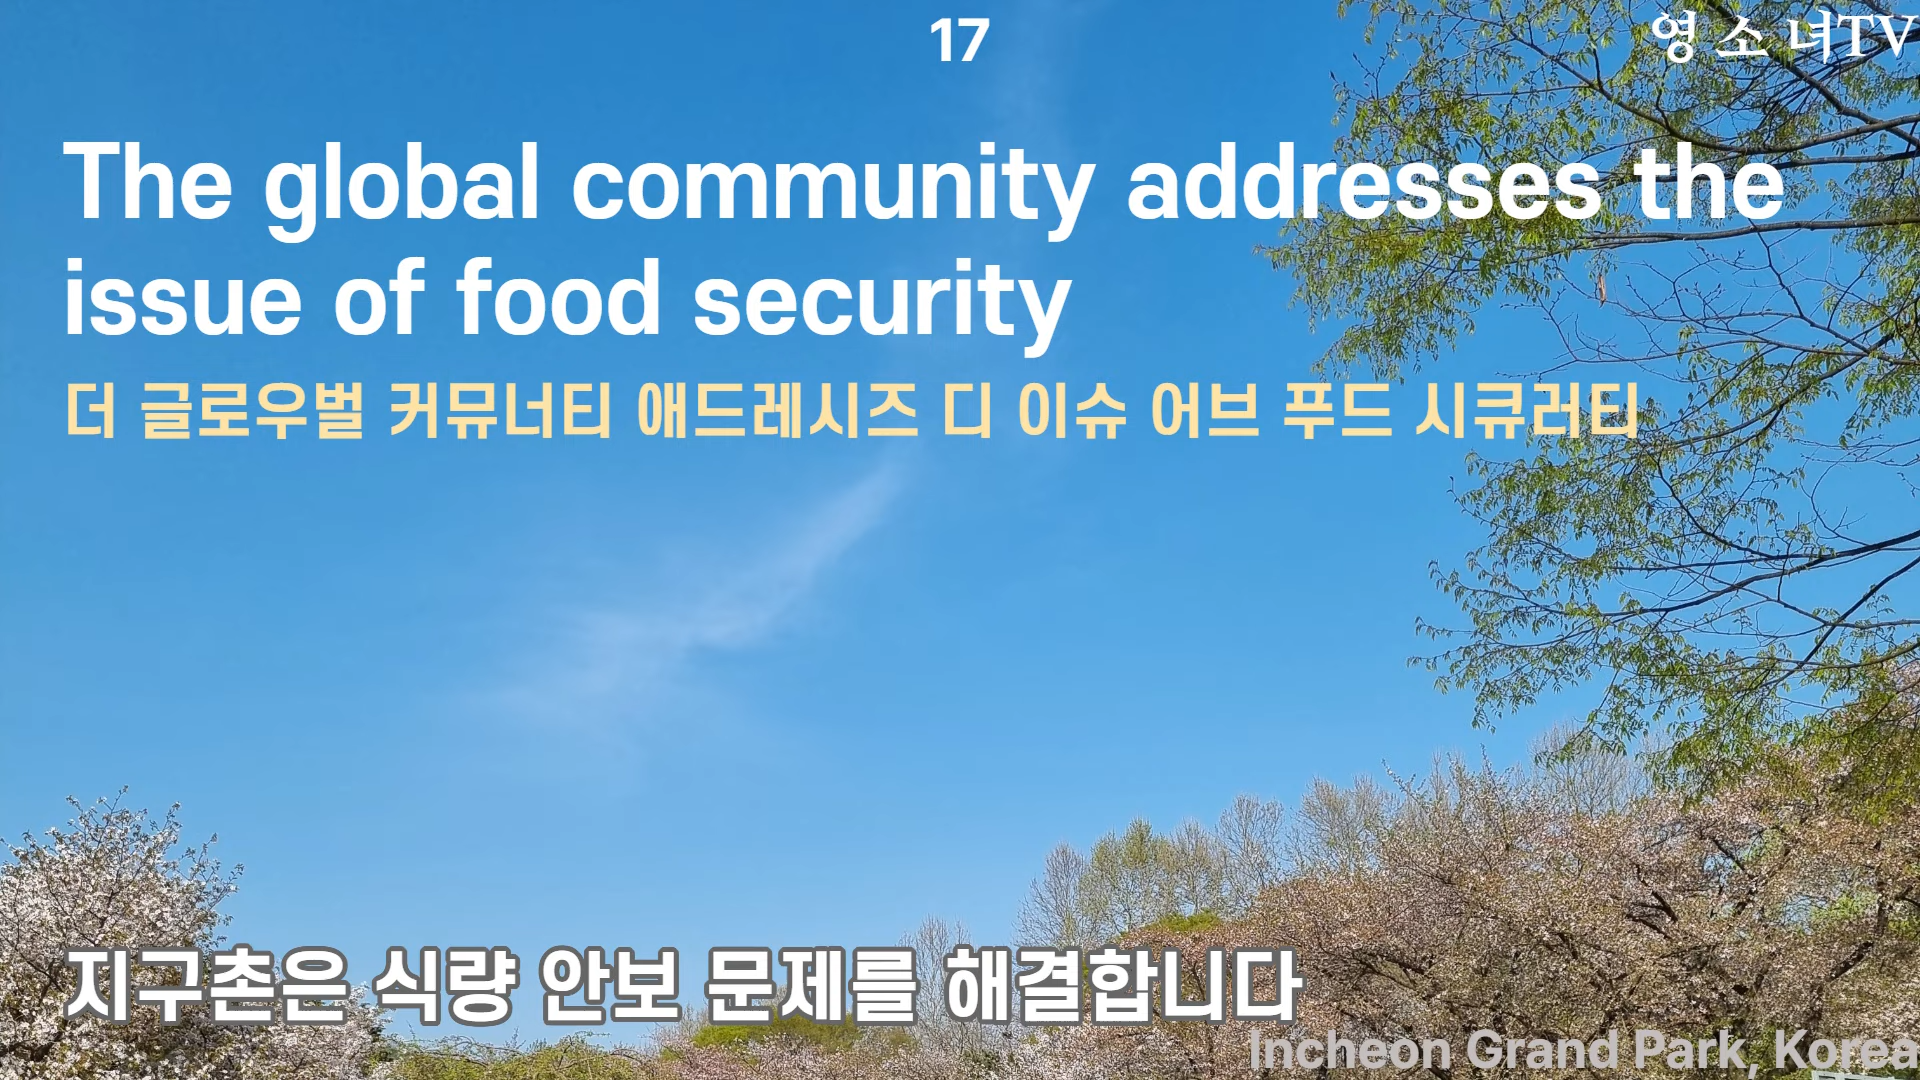 17
영소녀TV
The global community addresses the
issue of food security
더 글로우벌 커뮤너티 애드레시즈 디 이슈 어브 푸드 시큐러티
지구촌은 식량 안보 문제를 해결합니다
Incheon Grand Park, Korea